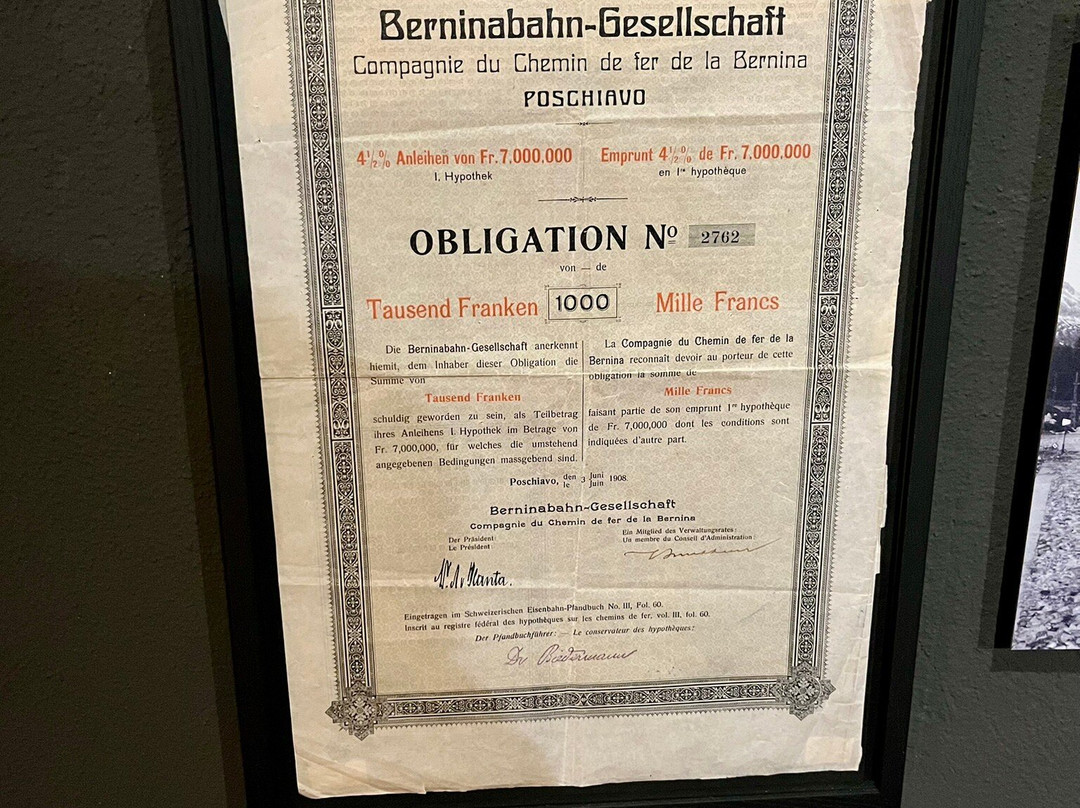 Berninabahn-Gesellschaft
Compagnie du Chemin de fer de la Bernina
POSCHIAVO
4½% Anleihen von Fr. 7.000,000
I. Hypothek
Emprunt 4½% de Fr. 7,000,000
en Iʳᵉ hypothèque
OBLIGATION Nº 2762
von — de
Tausend Franken 1000 Mille Francs
Die Berninabahn-Gesellschaft anerkennt
hiemit, dem Inhaber dieser Obligation die
Summe von
Tausend Franken
schuldig geworden zu sein, als Teilbetrag
ihres Anleihens I. Hypothek im Betrage von
Fr. 7,000,000, für welches die umstehend
angegebenen Bedingungen massgebend sind.
La Compagnie du Chemin de fer de la
Bernina reconnaît devoir au porteur de cette
obligation la somme de
Mille Francs
faisant partie de son emprunt Iʳᵉ hypothèque
de Fr. 7,000,000 dont les conditions sont
indiquées d'autre part.
Poschiavo, den 3 Juni 1908.
le Juin
Berninabahn-Gesellschaft
Compagnie du Chemin de fer de la Bernina
Der Präsident:
Le Président:
Ein Mitglied des Verwaltungsrates:
Un membre du Conseil d'Administration:
Eingetragen im Schweizerischen Eisenbahn-Pfandbuch No. III, Fol. 60.
Inscrit au registre fédéral des hypothèques sur les chemins de fer, vol. III, fol. 60.
Der Pfandbuchführer: — Le conservateur des hypothèques:
Dr Biedermann